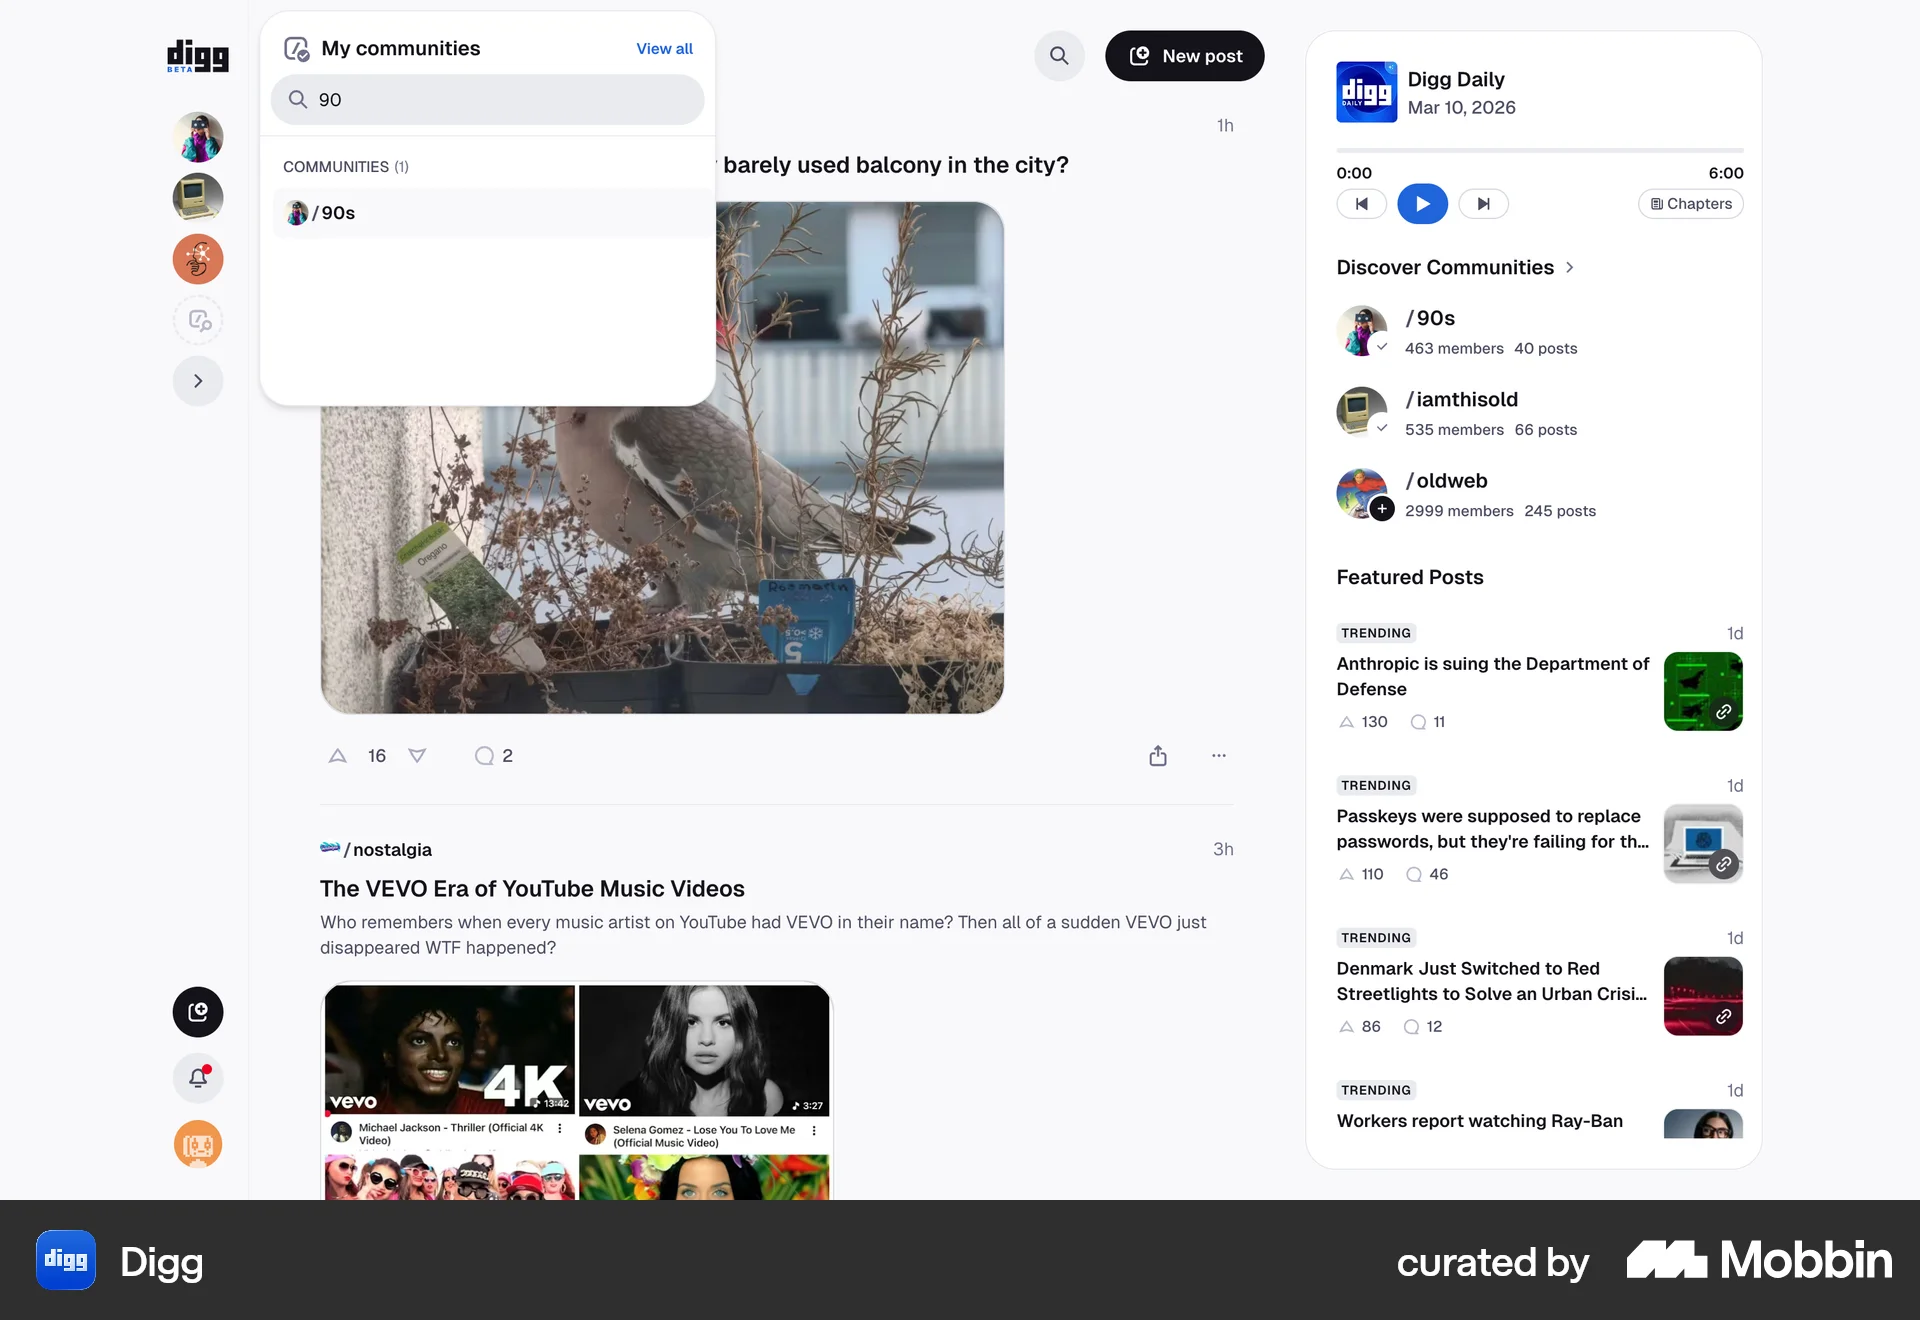 digg
BETA
My communities
View all
90
COMMUNITIES (1)
/90s
New post
1h
barely used balcony in the city?
Oregano
Rosmarin
5
16
2
/nostalgia
3h
The VEVO Era of YouTube Music Videos
Who remembers when every music artist on YouTube had VEVO in their name? Then all of a sudden VEVO just
disappeared WTF happened?
4K
vevo
13:42
vevo
3:27
Michael Jackson - Thriller (Official 4K
Video)
Selena Gomez - Lose You To Love Me
(Official Music Video)
digg
DAILY
Digg Daily
Mar 10, 2026
0:00
6:00
Chapters
Discover Communities
/90s
463 members 40 posts
/iamthisold
535 members 66 posts
/oldweb
2999 members 245 posts
Featured Posts
TRENDING
1d
Anthropic is suing the Department of
Defense
130
11
TRENDING
1d
Passkeys were supposed to replace
passwords, but they're failing for th...
110
46
TRENDING
1d
Denmark Just Switched to Red
Streetlights to Solve an Urban Crisi...
86
12
TRENDING
1d
Workers report watching Ray-Ban
digg
Digg
curated by
Mobbin